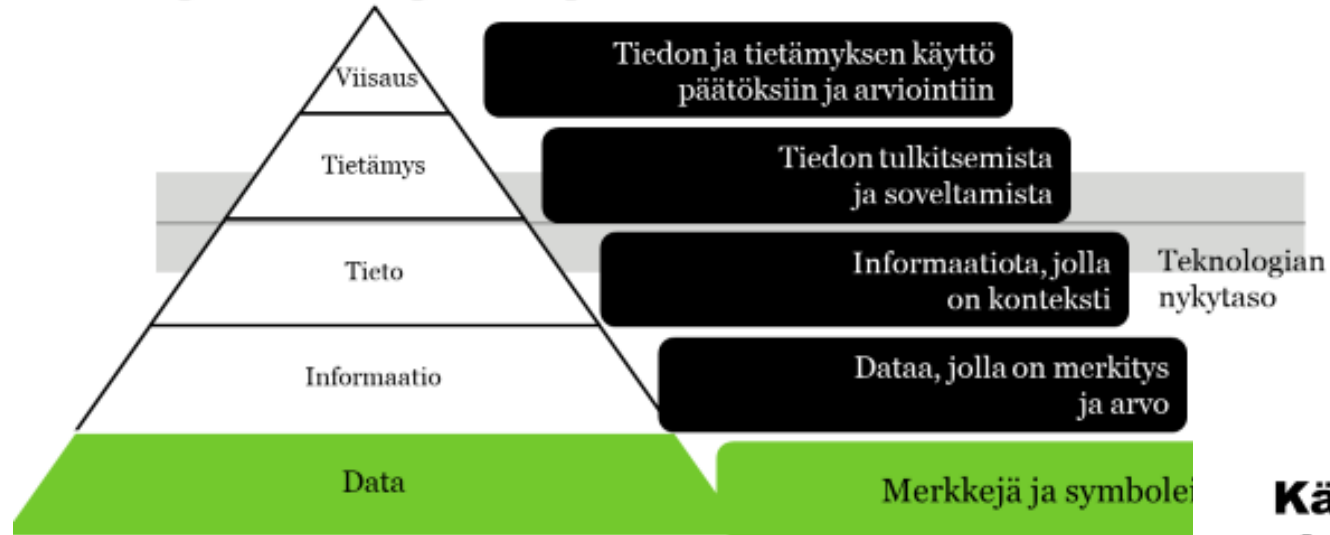 Viisaus
Tiedon ja tietämyksen käyttö
päätöksiin ja arviointiin
Tietämys
Tiedon tulkitsemista
ja soveltamista
Tieto
Informaatiota, jolla
on konteksti
Teknologian
nykytaso
Informaatio
Dataa, jolla on merkitys
ja arvo
Data
Merkkejä ja symbolei
Kä